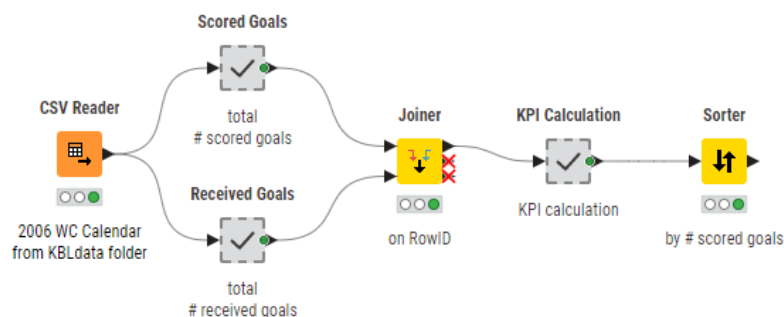 Scored Goals
total
# scored goals
CSV Reader
2006 WC Calendar
from KBLdata folder
Received Goals
total
# received goals
Joiner
on RowID
KPI Calculation
KPI calculation
Sorter
by # scored goals